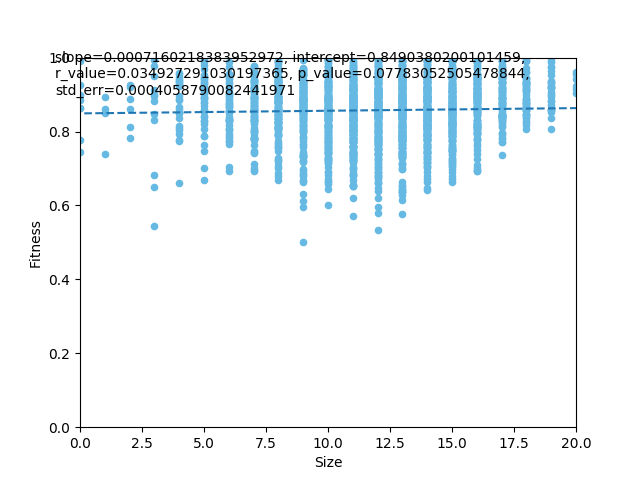 slope=0.0007160218383952972, intercept=0.8490380200101459,
r_value=0.034927291030197365, p_value=0.07783052505478844,
std_err=0.0004058790082441971
1.0
0.8
0.6
0.4
0.2
0.0
Fitness
0.0 2.5 5.0 7.5 10.0 12.5 15.0 17.5 20.0
Size